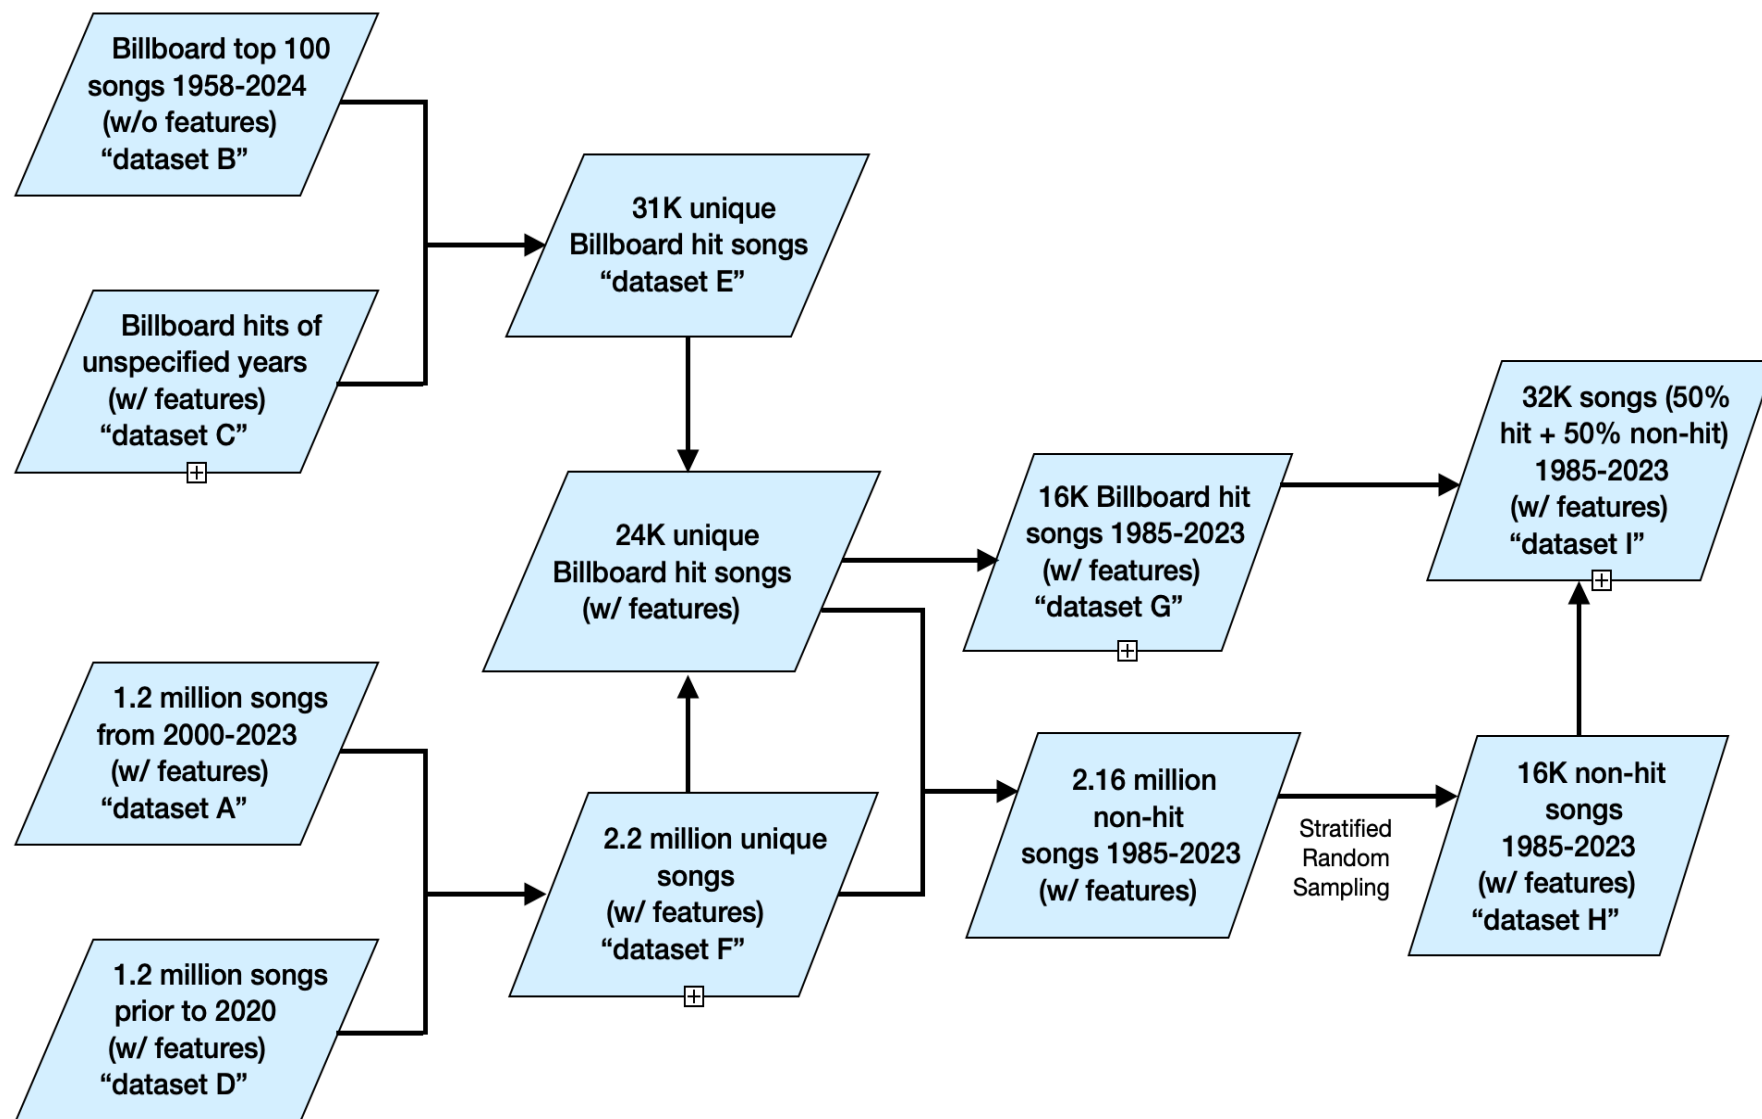 Billboard top 100
songs 1958-2024
(w/o features)
“dataset B”
Billboard hits of
unspecified years
(w/ features)
“dataset C”
1.2 million songs
from 2000-2023
(w/ features)
“dataset A”
1.2 million songs
prior to 2020
(w/ features)
“dataset D”
31K unique
Billboard hit songs
“dataset E”
24K unique
Billboard hit songs
(w/ features)
2.2 million unique
songs
(w/ features)
“dataset F”
16K Billboard hit
songs 1985-2023
(w/ features)
“dataset G”
2.16 million
non-hit
songs 1985-2023
(w/ features)
Stratified
Random
Sampling
32K songs (50%
hit + 50% non-hit)
1985-2023
(w/ features)
“dataset I”
16K non-hit
songs
1985-2023
(w/ features)
“dataset H”